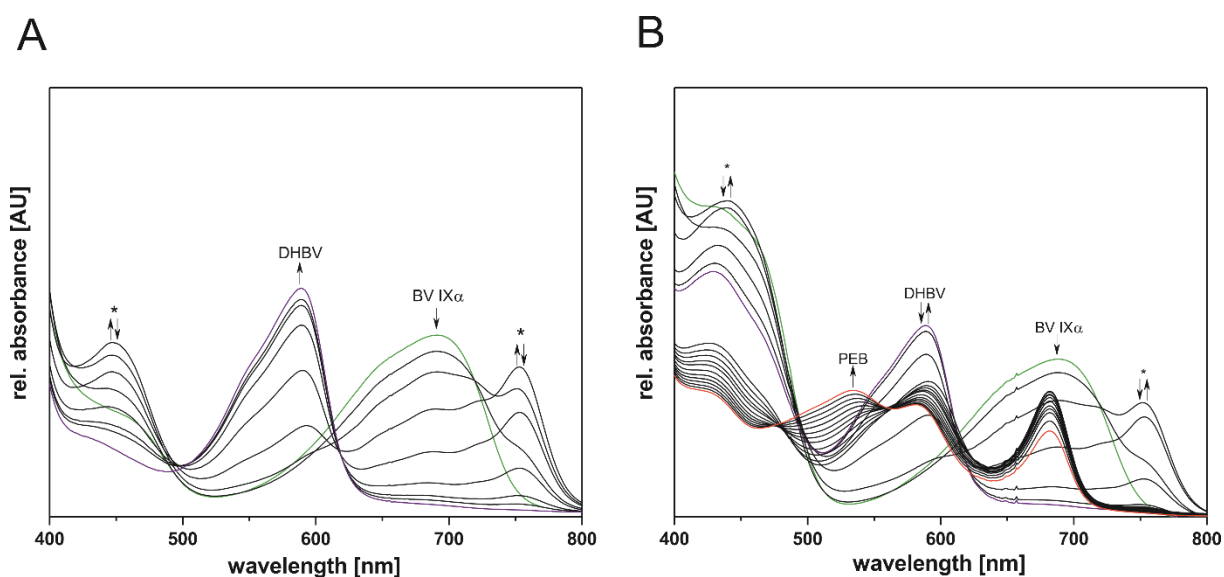 A
B
DHBV
BV IXα
*
*
rel. absorbance [AU]
400 500 600 700 800
wavelength [nm]
*
DHBV
BV IXα
PEB
*
rel. absorbance [AU]
400 500 600 700 800
wavelength [nm]